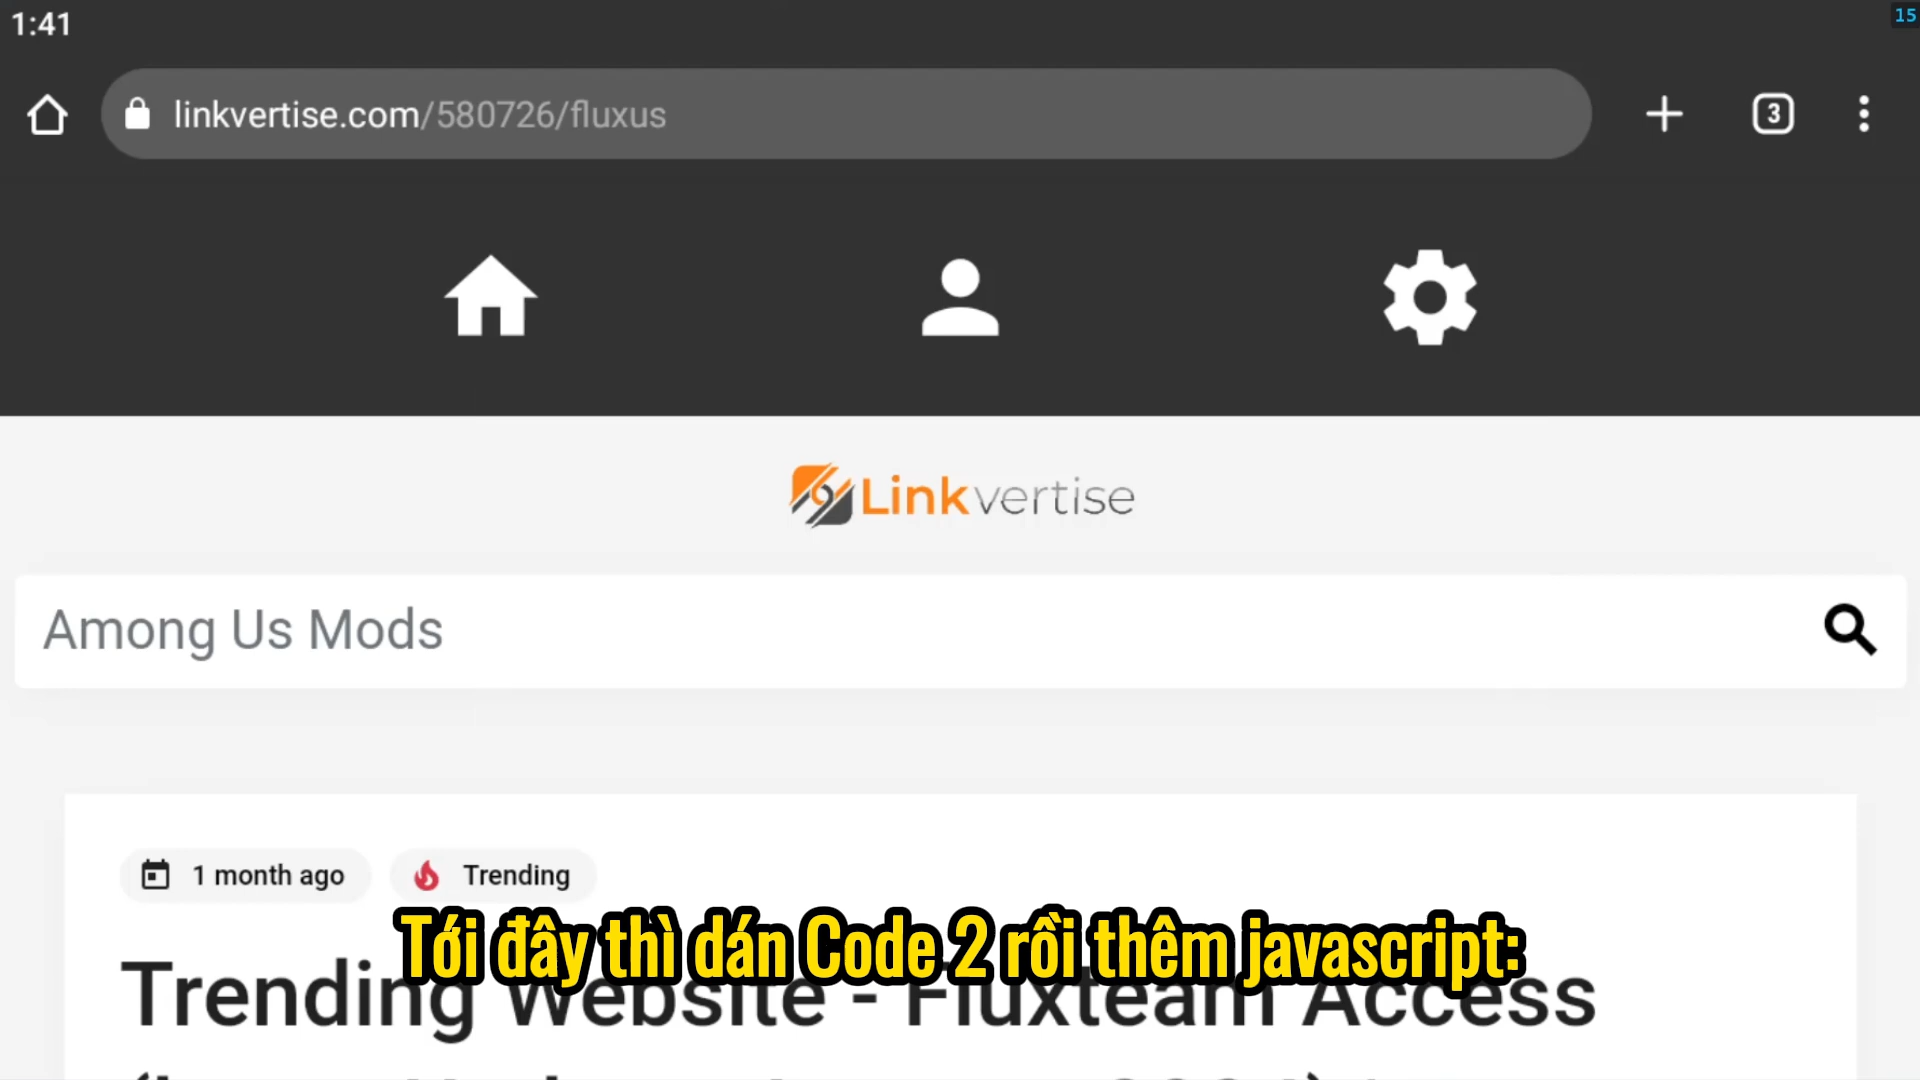 1:41
15
linkvertise.com/580726/fluxus
3
Linkvertise
Among Us Mods
1 month ago
Trending
Tới đây thì dán Code 2 rồi thêm javascript:
Trending Website - Fluxteam Access